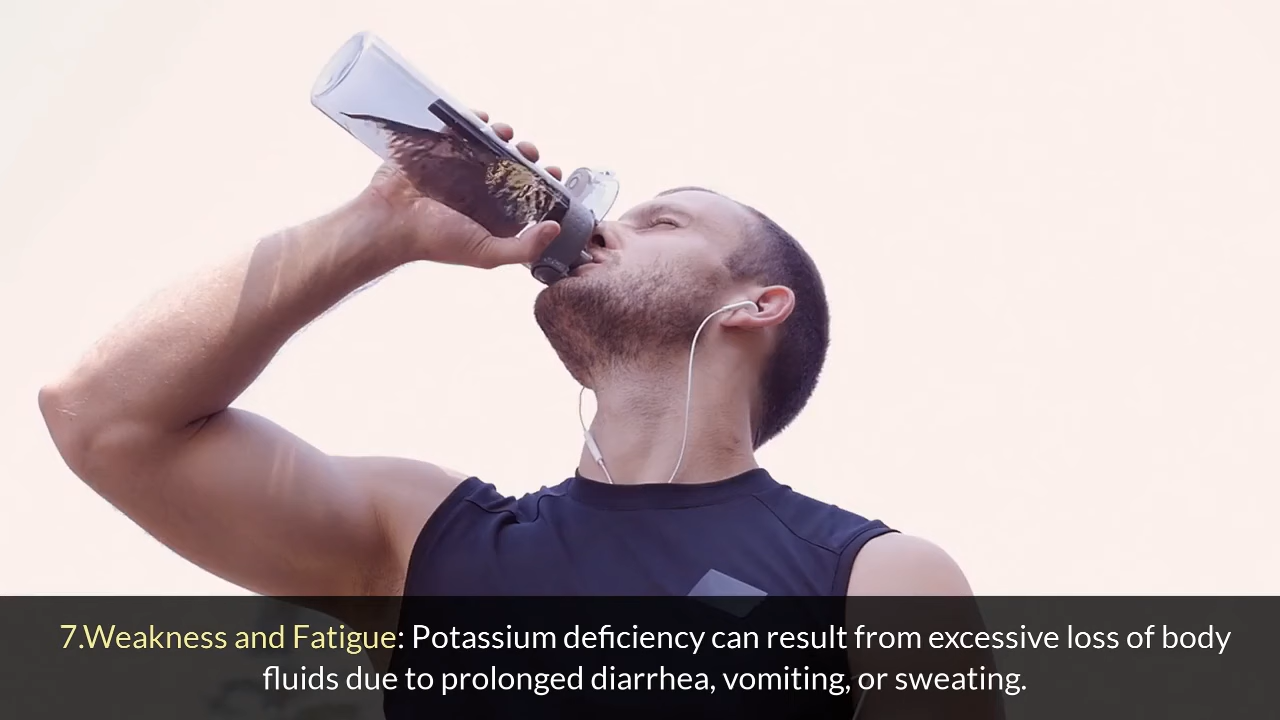 7.Weakness and Fatigue: Potassium deficiency can result from excessive loss of body
fluids due to prolonged diarrhea, vomiting, or sweating.